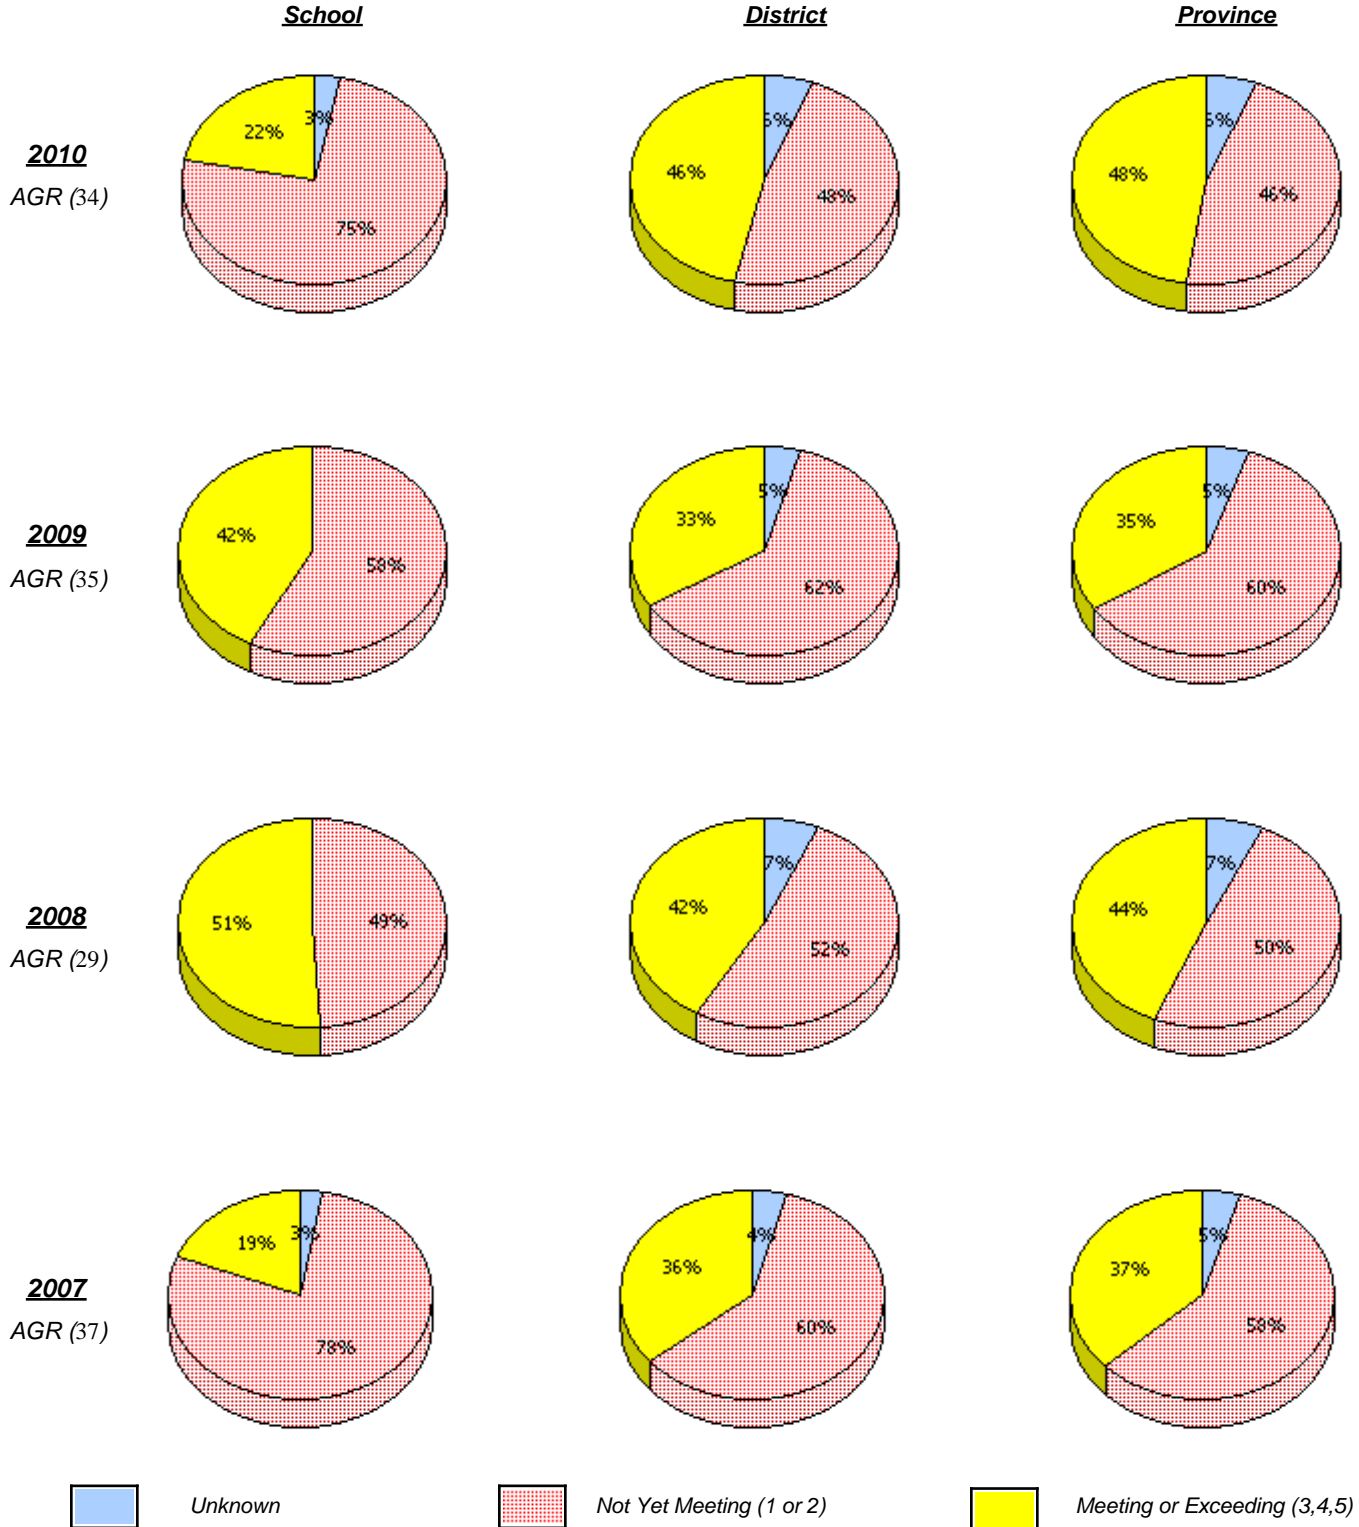 School District Province
22% 3% 75%
46% 6% 48%
48% 6% 46%
2010
AGR (34)
42% 58%
33% 5% 62%
35% 5% 60%
2009
AGR (35)
51% 49%
42% 7% 52%
44% 7% 50%
2008
AGR (29)
19% 3% 78%
36% 4% 60%
37% 5% 58%
2007
AGR (37)
Unknown Not Yet Meeting (1 or 2) Meeting or Exceeding (3,4,5)